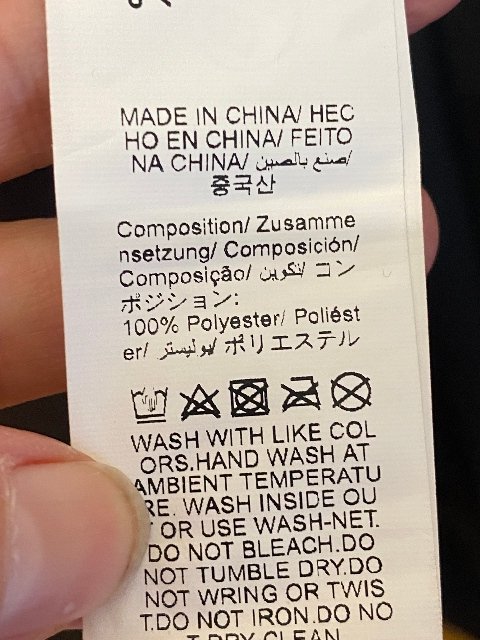 MADE IN CHINA/ HEC
HO EN CHINA/ FEITO
NA CHINA/ صنع بالصين/
중국산
Composition/ Zusamme
nsetzung/ Composición/
Composição/ تكوين/ コン
ポジション:
100% Polyester/ Poliést
er/ بوليستر/ ポリエステル
WASH WITH LIKE COL
ORS.HAND WASH AT
AMBIENT TEMPERATU
RE. WASH INSIDE OU
T OR USE WASH-NET.
DO NOT BLEACH.DO
NOT TUMBLE DRY.DO
NOT WRING OR TWIS
T.DO NOT IRON.DO NO
T DRY CLEAN